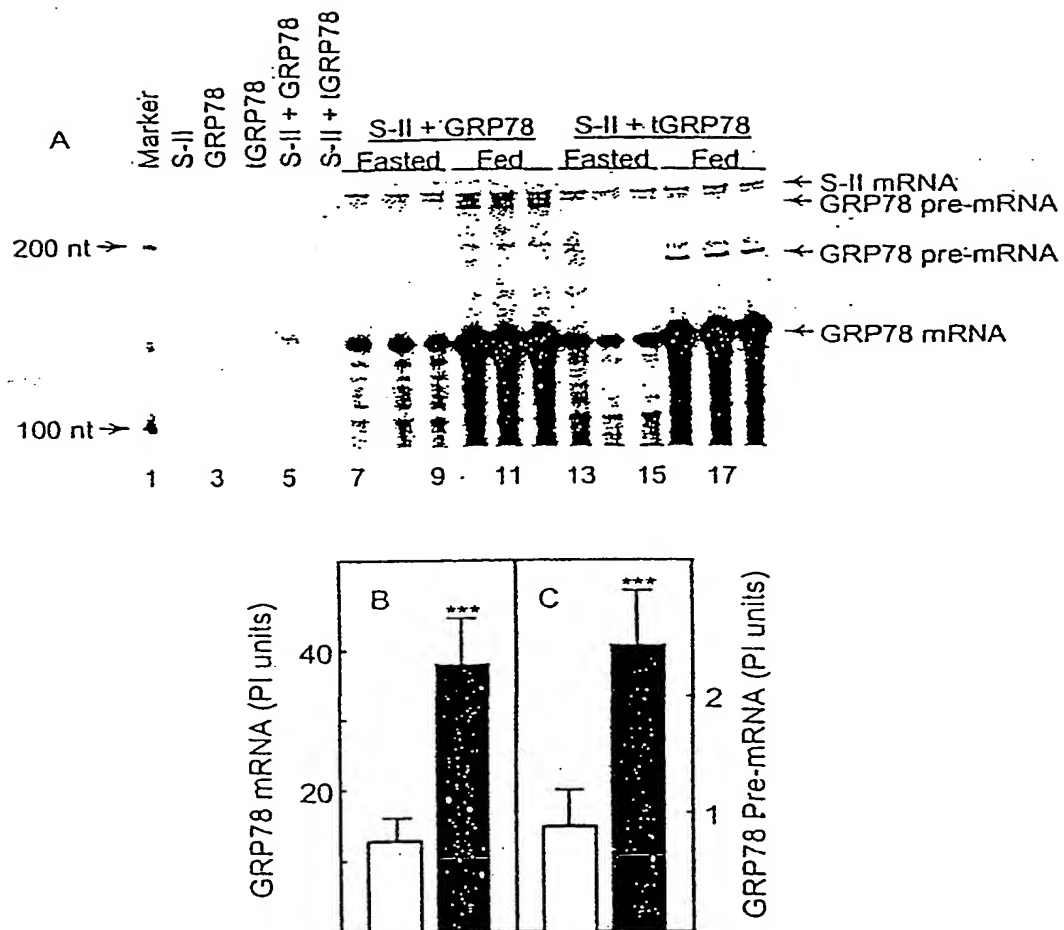 A
Marker
S-II
GRP78
tGRP78
S-II + GRP78
S-II + tGRP78
S-II + GRP78
S-II + tGRP78
Fasted
Fed
Fasted
Fed
S-II mRNA
GRP78 pre-mRNA
200 nt
GRP78 pre-mRNA
GRP78 mRNA
100 nt
1 3 5 7 9 11 13 15 17
B
***
C
***
GRP78 mRNA (PI units)
40
20
2
1
GRP78 Pre-mRNA (PI units)